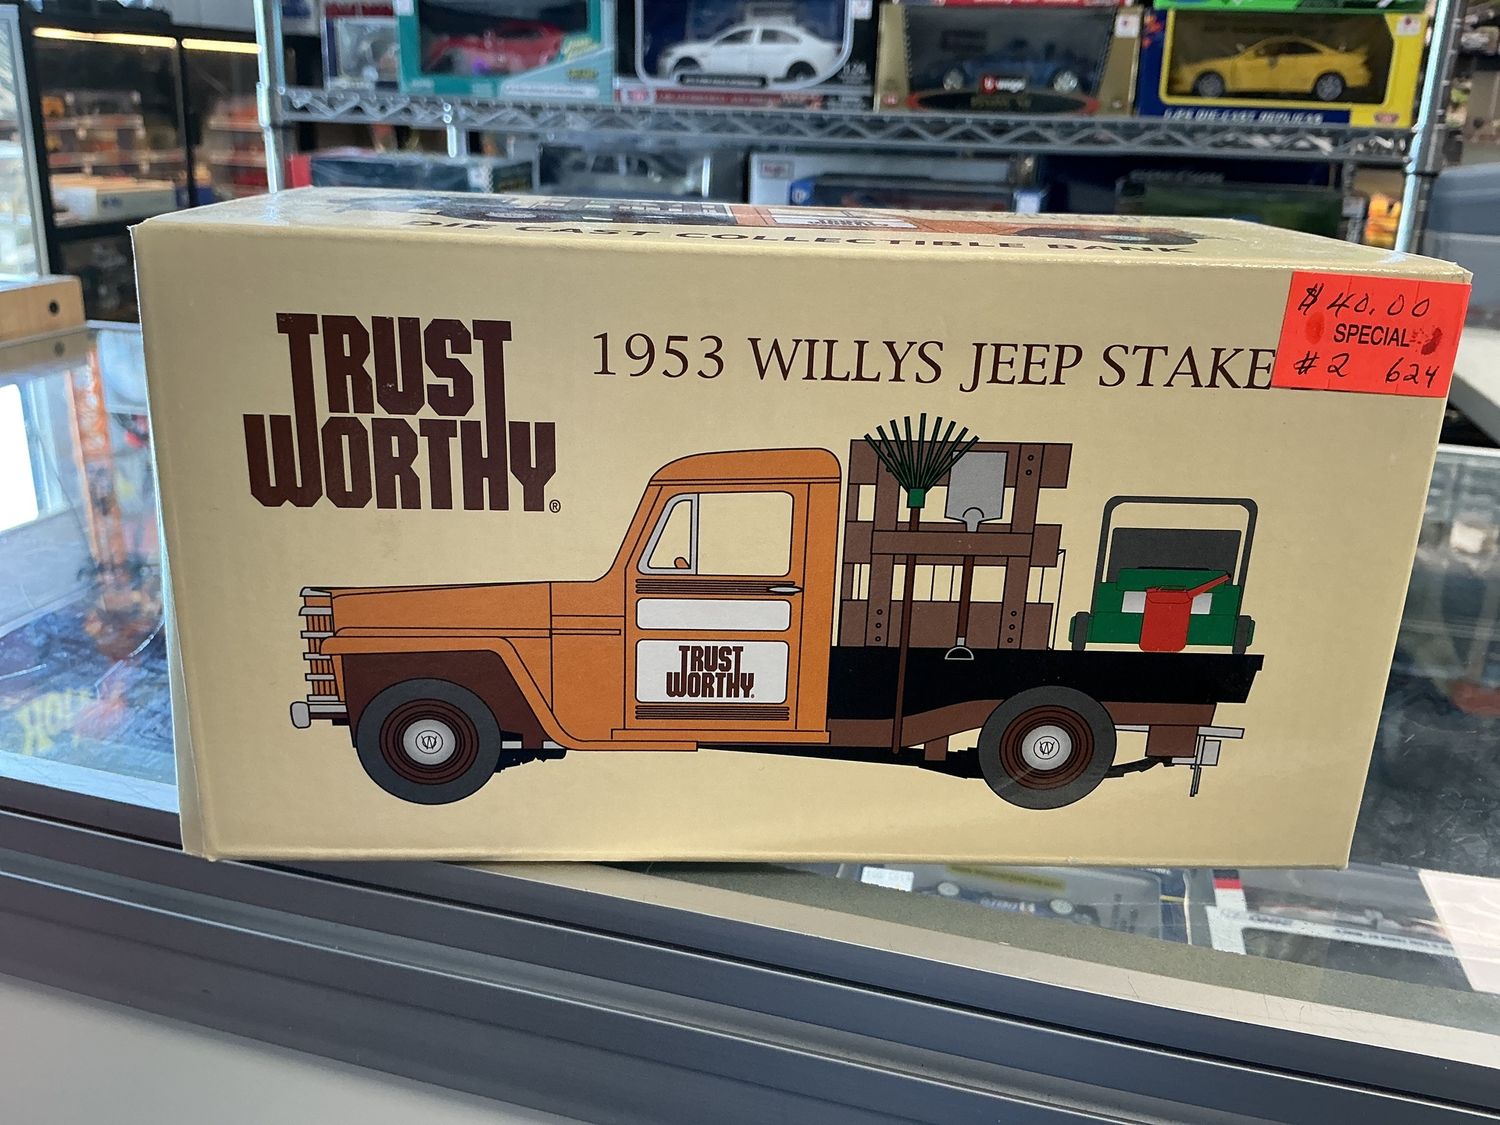 DIE CAST COLLECTIBLE BANK
TRUST
WORTHY®
1953 WILLYS JEEP STAKE
$40.00
SPECIAL
#2 624
TRUST
WORTHY.
W
W